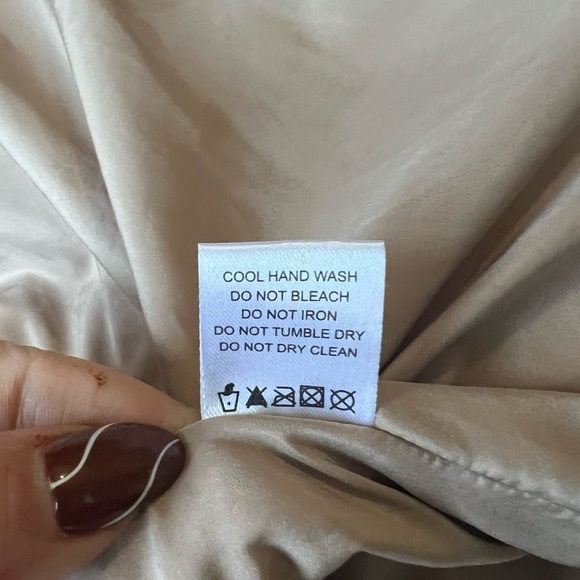 COOL HAND WASH
DO NOT BLEACH
DO NOT IRON
DO NOT TUMBLE DRY
DO NOT DRY CLEAN